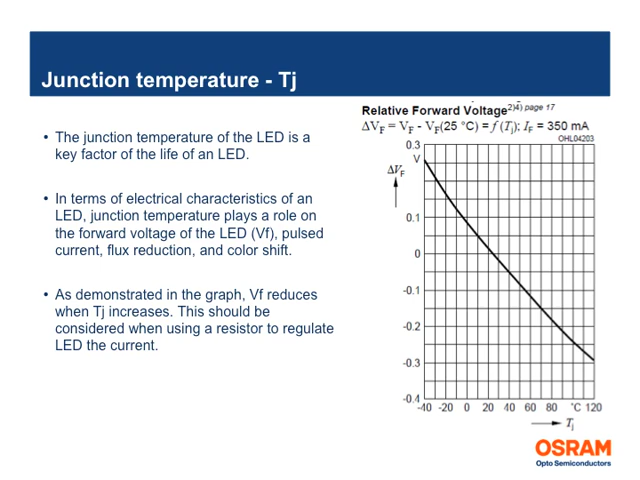 Junction temperature - Tj
• The junction temperature of the LED is a
key factor of the life of an LED.
• In terms of electrical characteristics of an
LED, junction temperature plays a role on
the forward voltage of the LED (Vf), pulsed
current, flux reduction, and color shift.
• As demonstrated in the graph, Vf reduces
when Tj increases. This should be
considered when using a resistor to regulate
LED the current.
Relative Forward Voltage2)4) page 17
ΔVF = VF - VF(25 °C) = f (Tj); IF = 350 mA
OHL04203
0.3
V
ΔVF
0.1
0
-0.1
-0.2
-0.3
-0.4
-40 -20 0 20 40 60 80 °C 120
Tj
OSRAM
Opto Semiconductors